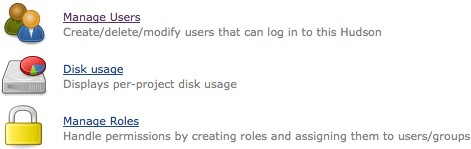 Manage Users
Create/delete/modify users that can log in to this Hudson
Disk usage
Displays per-project disk usage
Manage Roles
Handle permissions by creating roles and assigning them to users/groups